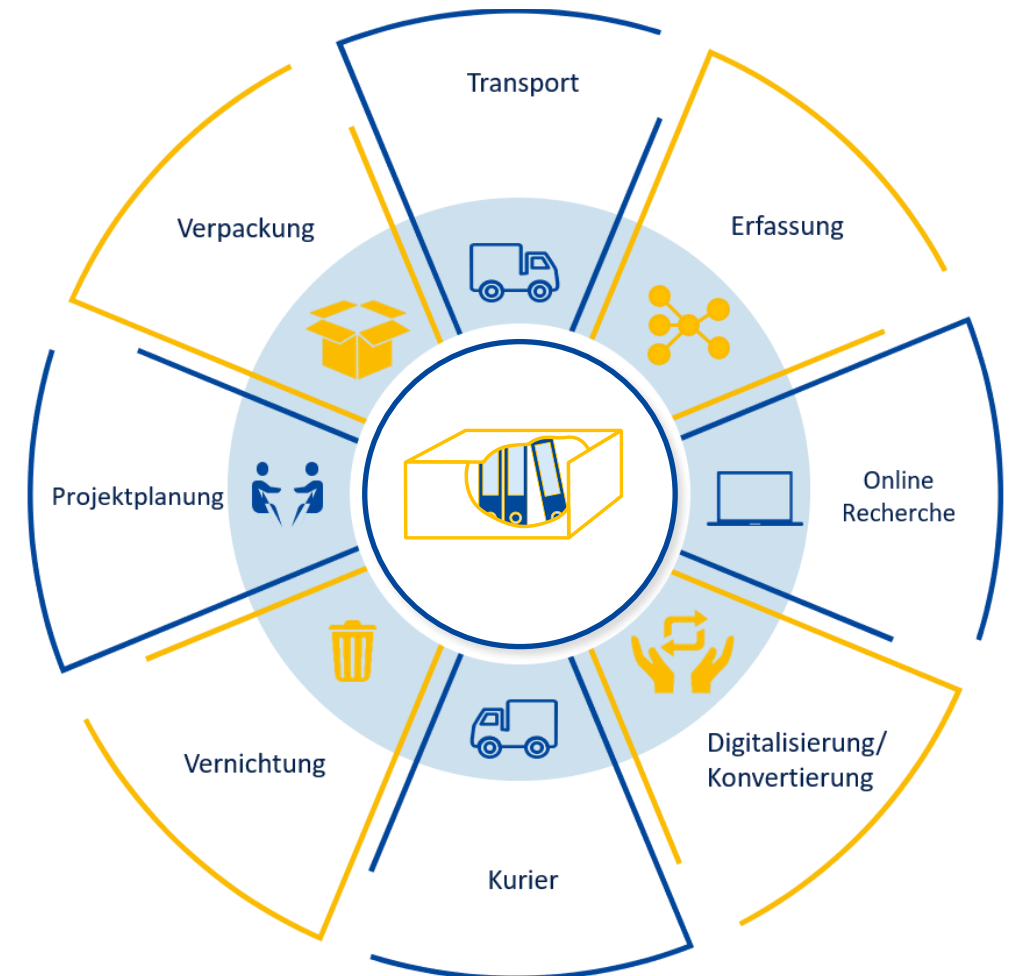 Transport
Erfassung
Verpackung
Projektplanung
Online
Recherche
Digitalisierung/
Konvertierung
Vernichtung
Kurier